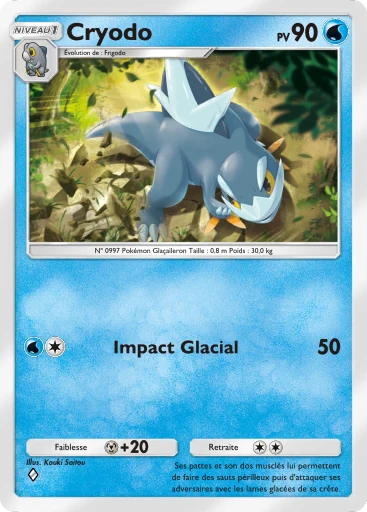 NIVEAU 1
Cryodo
PV 90
Évolution de : Frigodo
N° 0997 Pokémon Glaçaileron Taille : 0,8 m Poids : 30,0 kg
Impact Glacial 50
Faiblesse +20 Retraite
Illus. Kouki Saitou
Ses pattes et son dos musclés lui permettent
de faire des sauts périlleux puis d'attaquer ses
adversaires avec les lames glacées de sa crête.